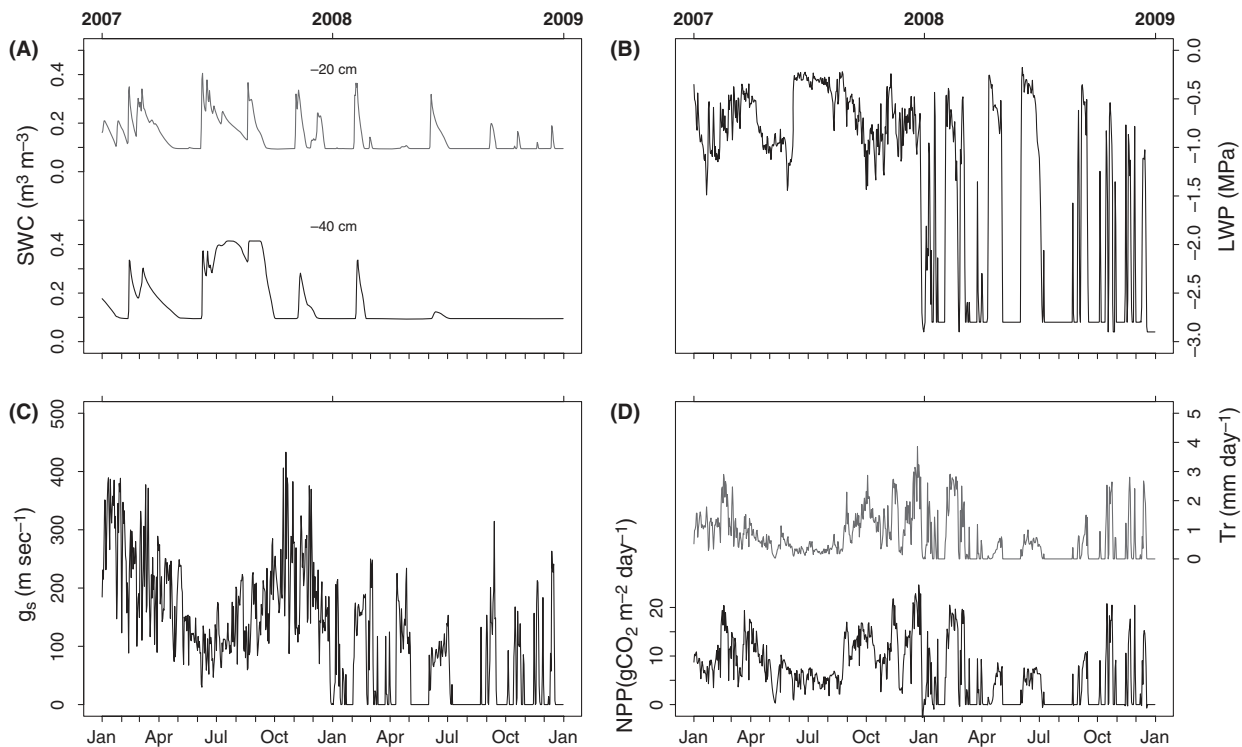 2007 2008 2009
(A)
−20 cm
−40 cm
SWC (m³ m⁻³)
0.0 0.2 0.4
0.0 0.2 0.4
2007 2008 2009
(B)
LWP (MPa)
0.0 −0.5 −1.0 −1.5 −2.0 −2.5 −3.0
(C)
gₛ (m sec⁻¹)
0 100 200 300 400 500
Jan Apr Jul Oct Jan Apr Jul Oct Jan
(D)
Tr (mm day⁻¹)
0 1 2 3 4 5
NPP(gCO₂ m⁻² day⁻¹)
0 10 20
Jan Apr Jul Oct Jan Apr Jul Oct Jan